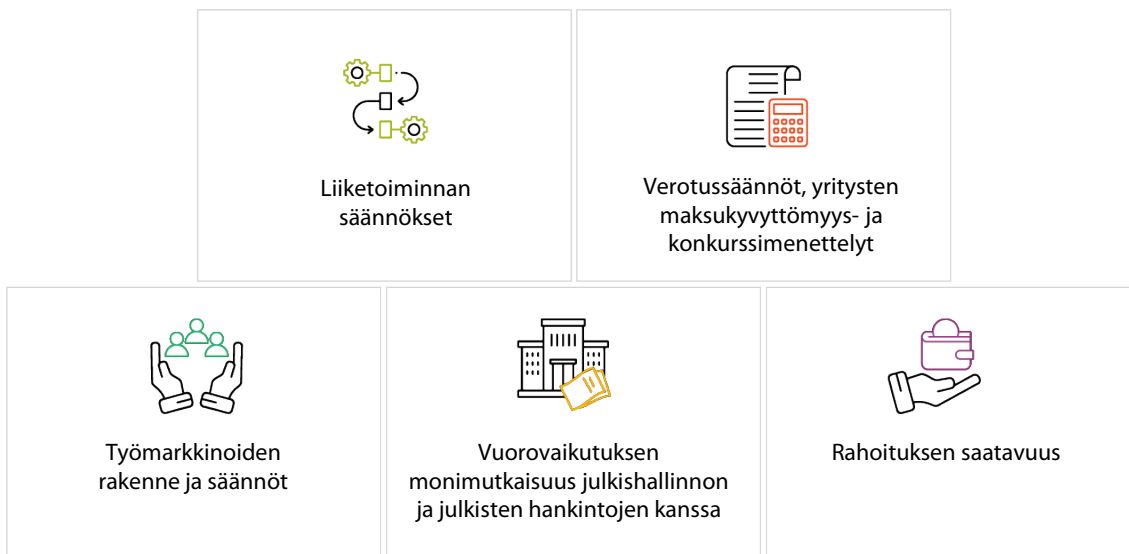 Liiketoiminnan
säännökset
Verotussäännöt, yritysten
maksukyvyttömyys- ja
konkurssimenettelyt
Työmarkkinoiden
rakenne ja säännöt
Vuorovaikutuksen
monimutkaisuus julkishallinnon
ja julkisten hankintojen kanssa
Rahoituksen saatavuus